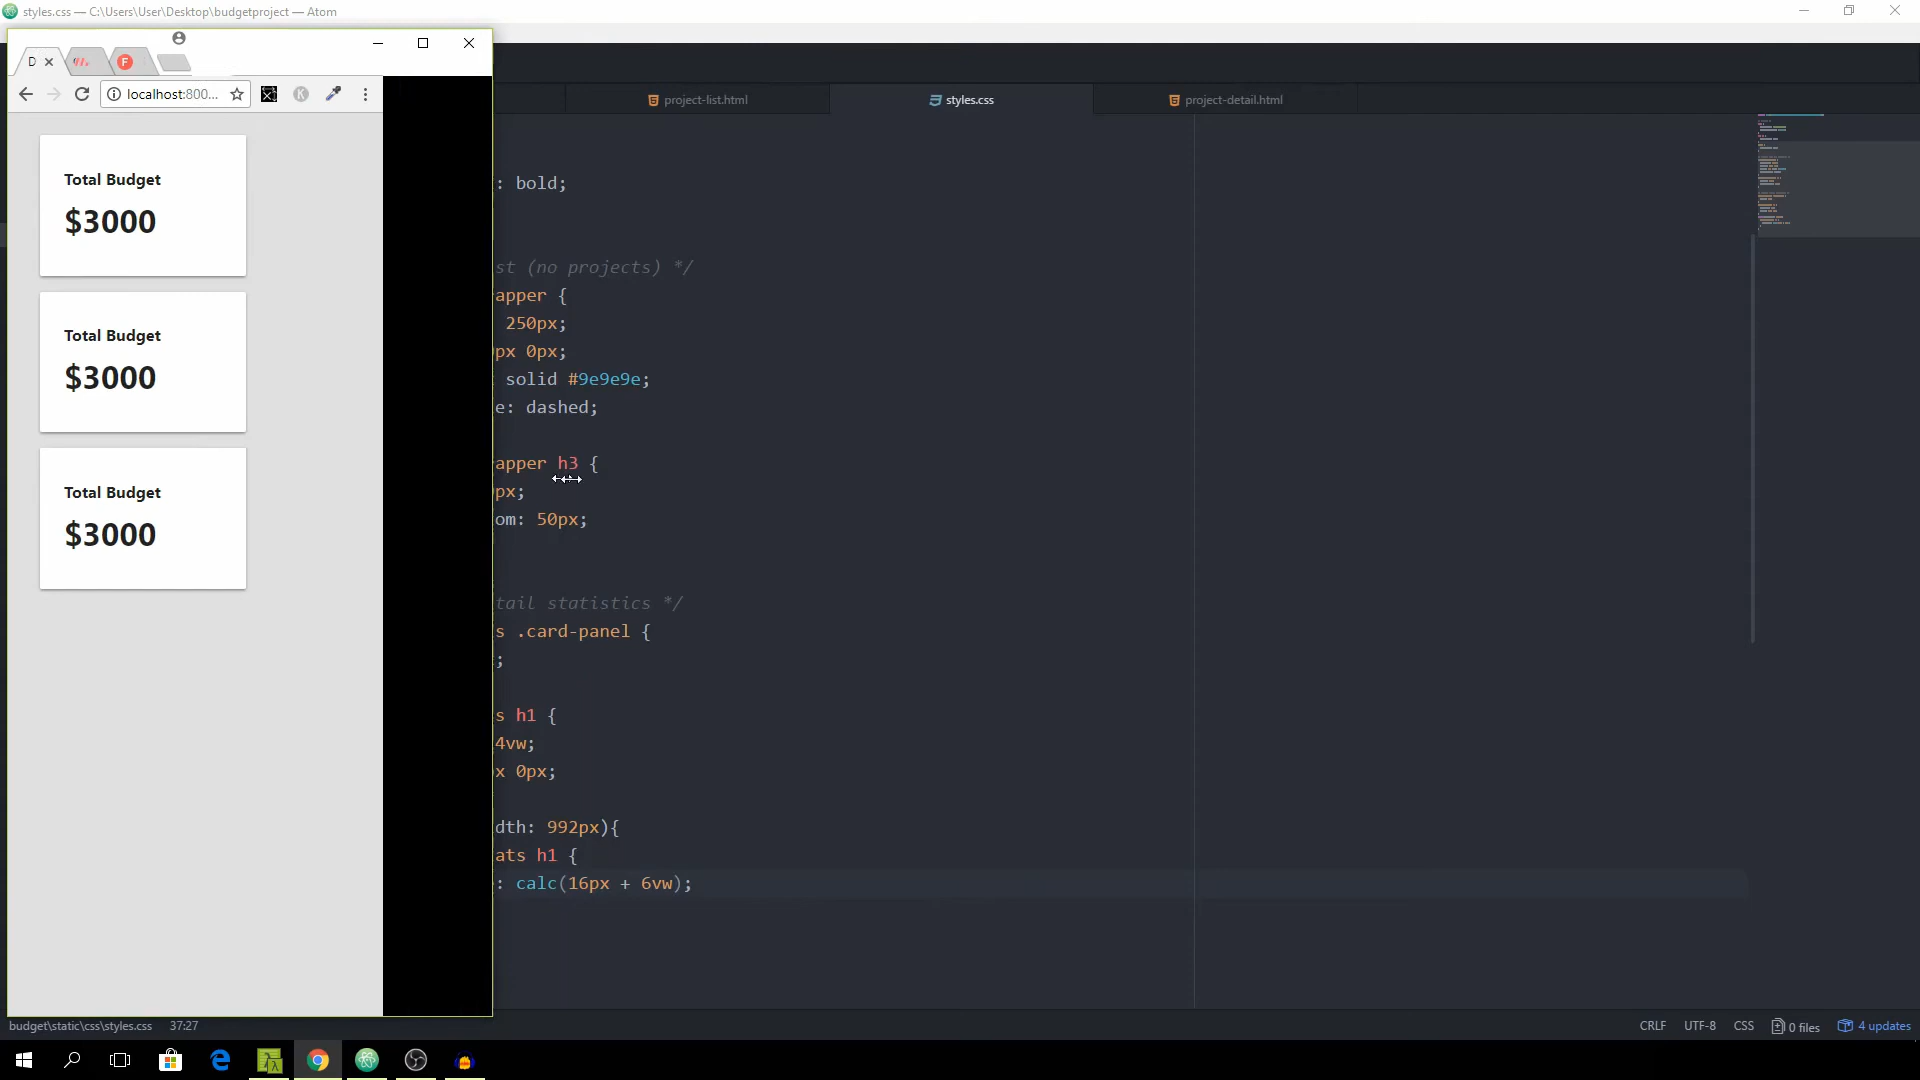 styles.css — C:\Users\User\Desktop\budgetproject — Atom
D
F
localhost:800...
K
project-list.html
styles.css
project-detail.html
Total Budget
$3000
Total Budget
$3000
Total Budget
$3000
: bold;
st (no projects) */
apper {
250px;
px 0px;
solid #9e9e9e;
e: dashed;
apper h3 {
px;
om: 50px;
tail statistics */
s .card-panel {
;
s h1 {
4vw;
x 0px;
dth: 992px){
ats h1 {
: calc(16px + 6vw);
budget\static\css\styles.css 37:27
CRLF UTF-8 CSS 0 files 4 updates